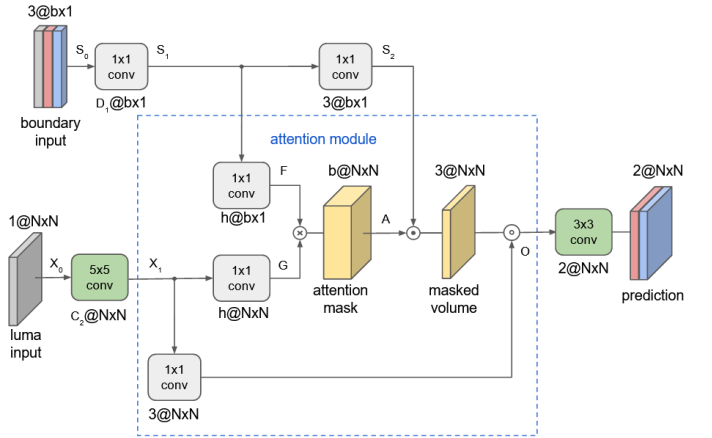 3@bx1
boundary
input
S0
1x1
conv
D1@bx1
S1
1x1
conv
3@bx1
S2
attention module
1x1
conv
h@bx1
F
b@NxN
attention
mask
A
3@NxN
masked
volume
1@NxN
luma
input
X0
5x5
conv
C2@NxN
X1
1x1
conv
h@NxN
G
1x1
conv
3@NxN
O
3x3
conv
2@NxN
2@NxN
prediction